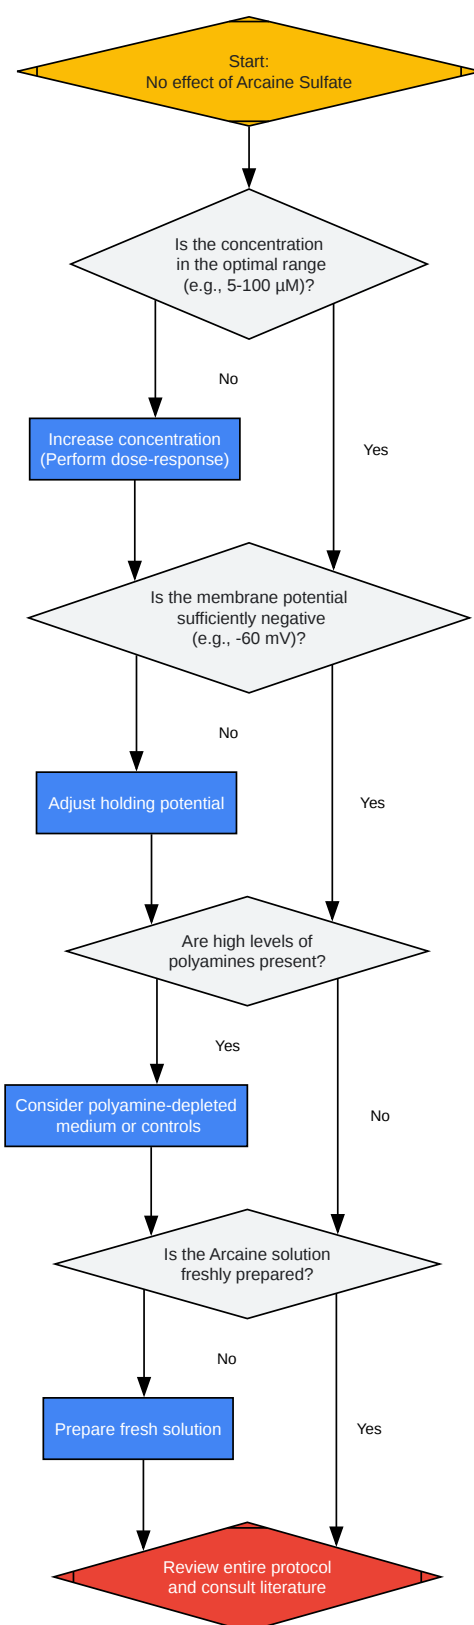 Start:
No effect of Arcaine Sulfate
Is the concentration
in the optimal range
(e.g., 5-100 µM)?
No
Increase concentration
(Perform dose-response)
Yes
Is the membrane potential
sufficiently negative
(e.g., -60 mV)?
No
Adjust holding potential
Yes
Are high levels of
polyamines present?
Yes
Consider polyamine-depleted
medium or controls
No
Is the Arcaine solution
freshly prepared?
No
Prepare fresh solution
Yes
Review entire protocol
and consult literature